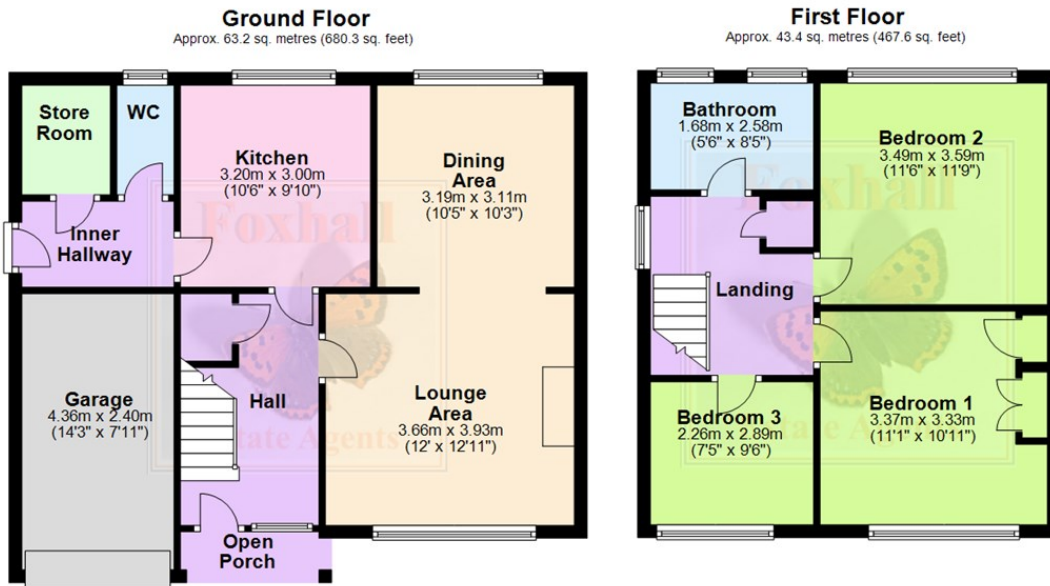 Ground Floor
Approx. 63.2 sq. metres (680.3 sq. feet)
Store
Room
WC
Kitchen
3.20m x 3.00m
(10'6" x 9'10")
Dining
Area
3.19m x 3.11m
(10'5" x 10'3")
Inner
Hallway
Garage
4.36m x 2.40m
(14'3" x 7'11")
Hall
Lounge
Area
3.66m x 3.93m
(12' x 12'11")
Open
Porch
Foxhall
Estate Agents
First Floor
Approx. 43.4 sq. metres (467.6 sq. feet)
Bathroom
1.68m x 2.58m
(5'6" x 8'5")
Bedroom 2
3.49m x 3.59m
(11'6" x 11'9")
Landing
Bedroom 3
2.26m x 2.89m
(7'5" x 9'6")
Bedroom 1
3.37m x 3.33m
(11'1" x 10'11")
Foxhall
Estate Agents